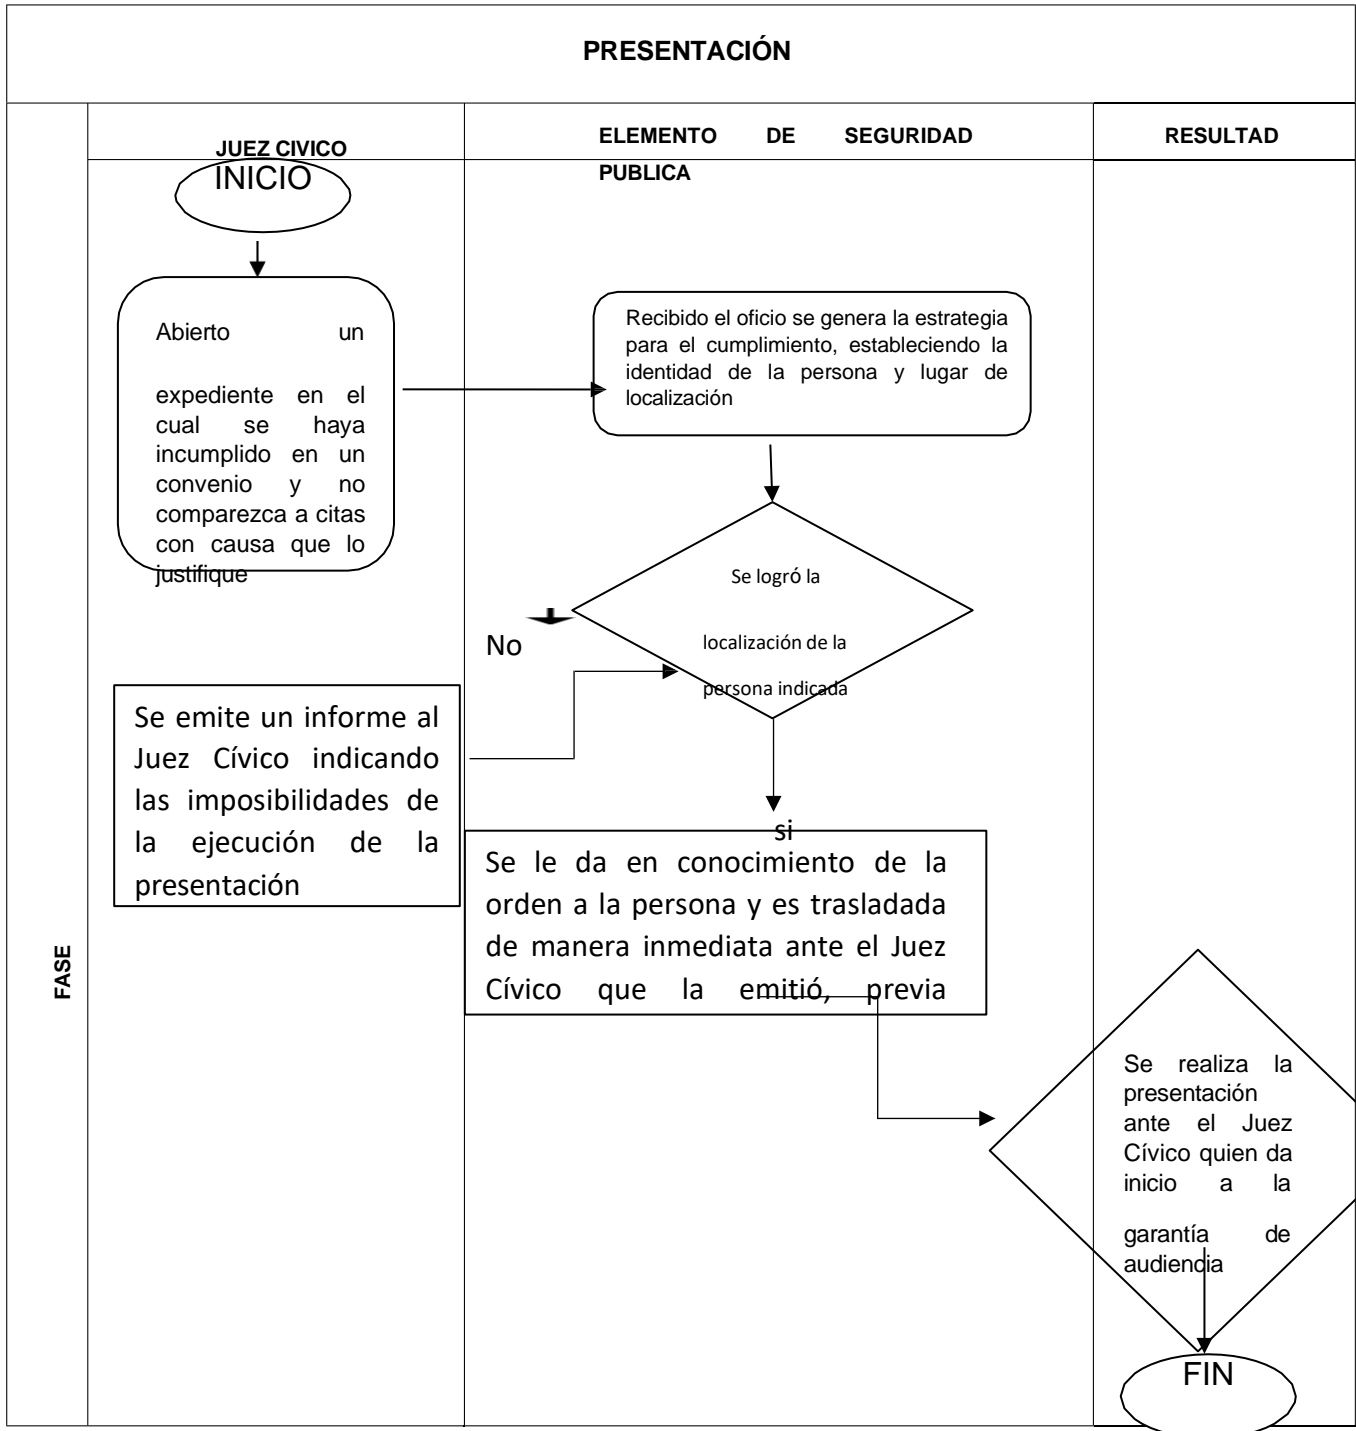 PRESENTACIÓN
JUEZ CIVICO
ELEMENTO DE SEGURIDAD
PUBLICA
RESULTAD
FASE
INICIO
Abierto un
expediente en el
cual se haya
incumplido en un
convenio y no
comparezca a citas
con causa que lo
justifique
Recibido el oficio se genera la estrategia
para el cumplimiento, estableciendo la
identidad de la persona y lugar de
localización
Se logró la
localización de la
persona indicada
No
Se emite un informe al
Juez Cívico indicando
las imposibilidades de
la ejecución de la
presentación
si
Se le da en conocimiento de la
orden a la persona y es trasladada
de manera inmediata ante el Juez
Cívico que la emitió, previa
Se realiza la
presentación
ante el Juez
Cívico quien da
inicio a la
garantía de
audiencia
FIN